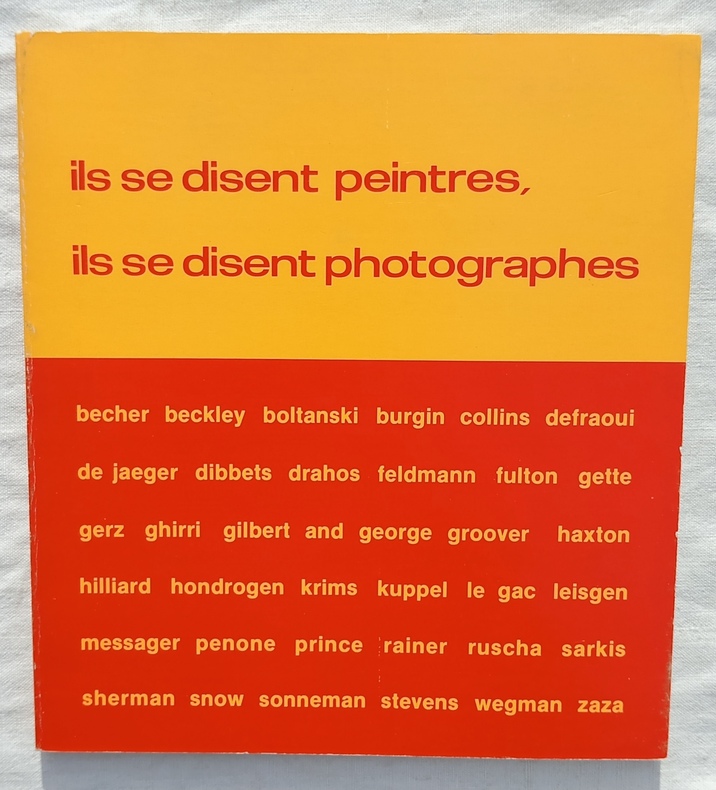 ils se disent peintres,
ils se disent photographes
becher beckley boltanski burgin collins defraoui
de jaeger dibbets drahos feldmann fulton gette
gerz ghirri gilbert and george groover haxton
hilliard hondrogen krims kuppel le gac leisgen
messager penone prince rainer ruscha sarkis
sherman snow sonneman stevens wegman zaza